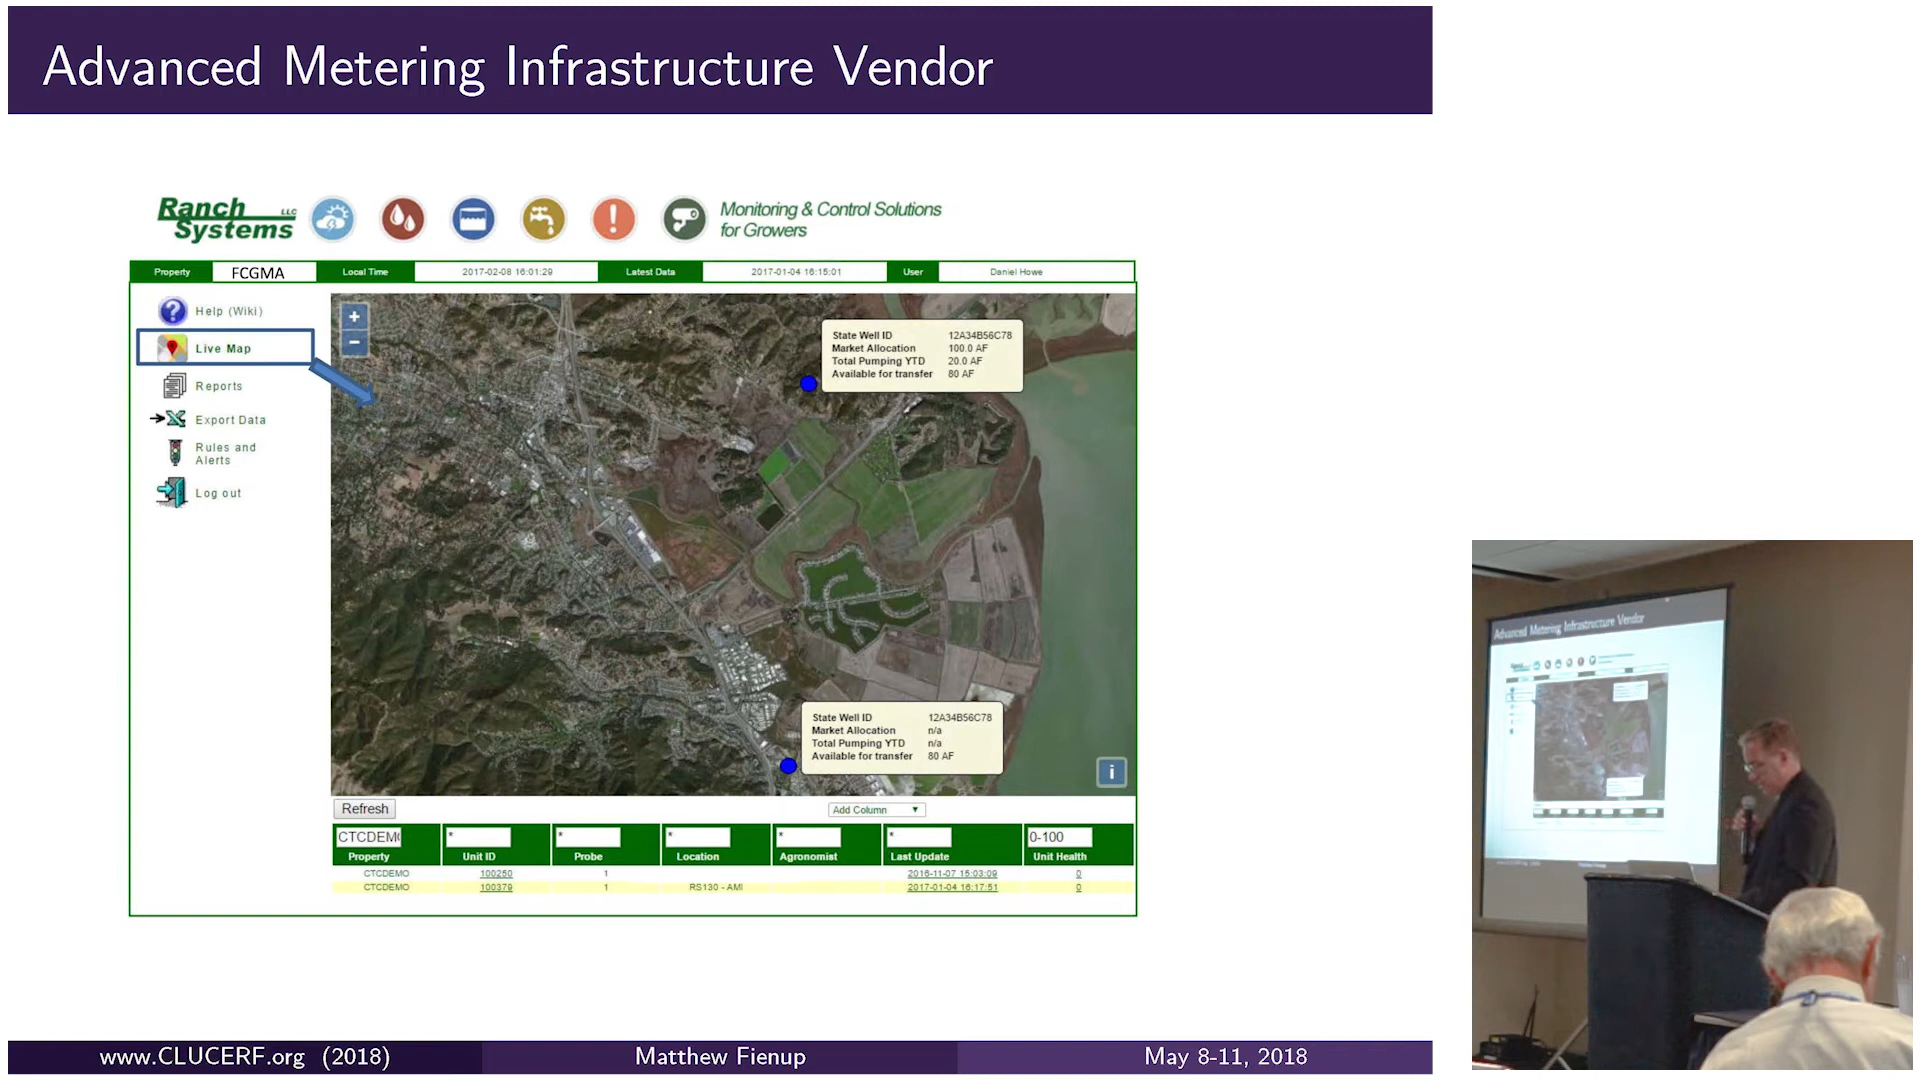 Advanced Metering Infrastructure Vendor
Ranch LLC
Systems
Monitoring & Control Solutions
for Growers
Property FCGMA Local Time 2017-02-08 16:01:29 Latest Data 2017-01-04 16:15:01 User Daniel Howe
? Help (Wiki)
Live Map
Reports
Export Data
Rules and
Alerts
Log out
+
−
State Well ID 12A34B56C78
Market Allocation 100.0 AF
Total Pumping YTD 20.0 AF
Available for transfer 80 AF
State Well ID 12A34B56C78
Market Allocation n/a
Total Pumping YTD n/a
Available for transfer 80 AF
i
Refresh
Add Column
CTCDEM * * * * * 0-100
Property Unit ID Probe Location Agronomist Last Update Unit Health
CTCDEMO 100250 1 2016-11-07 15:03:09 0
CTCDEMO 100379 1 RS130 - AMI 2017-01-04 16:17:51 0
www.CLUCERF.org (2018) Matthew Fienup May 8-11, 2018
Advanced Metering Infrastructure Vendor